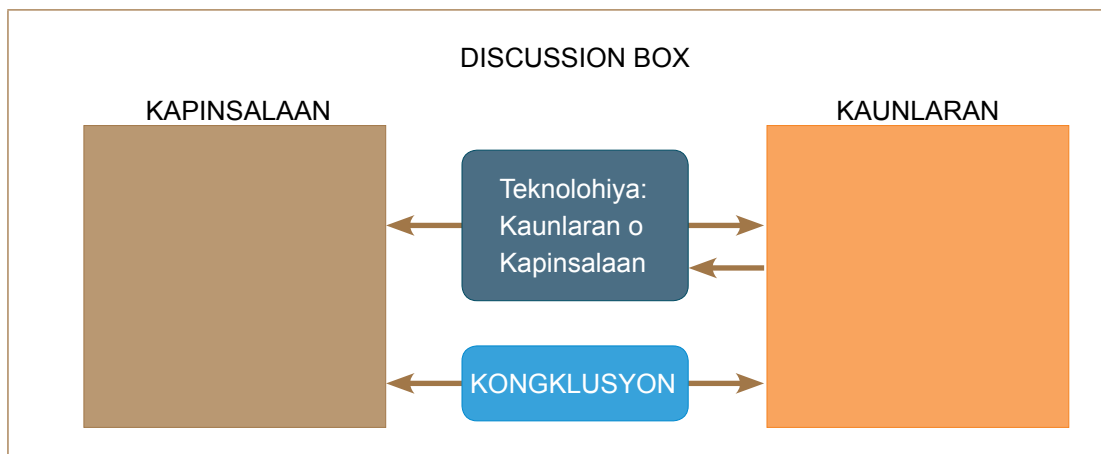 DISCUSSION BOX
KAPINSALAAN
KAUNLARAN
Teknolohiya:
Kaunlaran o
Kapinsalaan
KONGKLUSYON